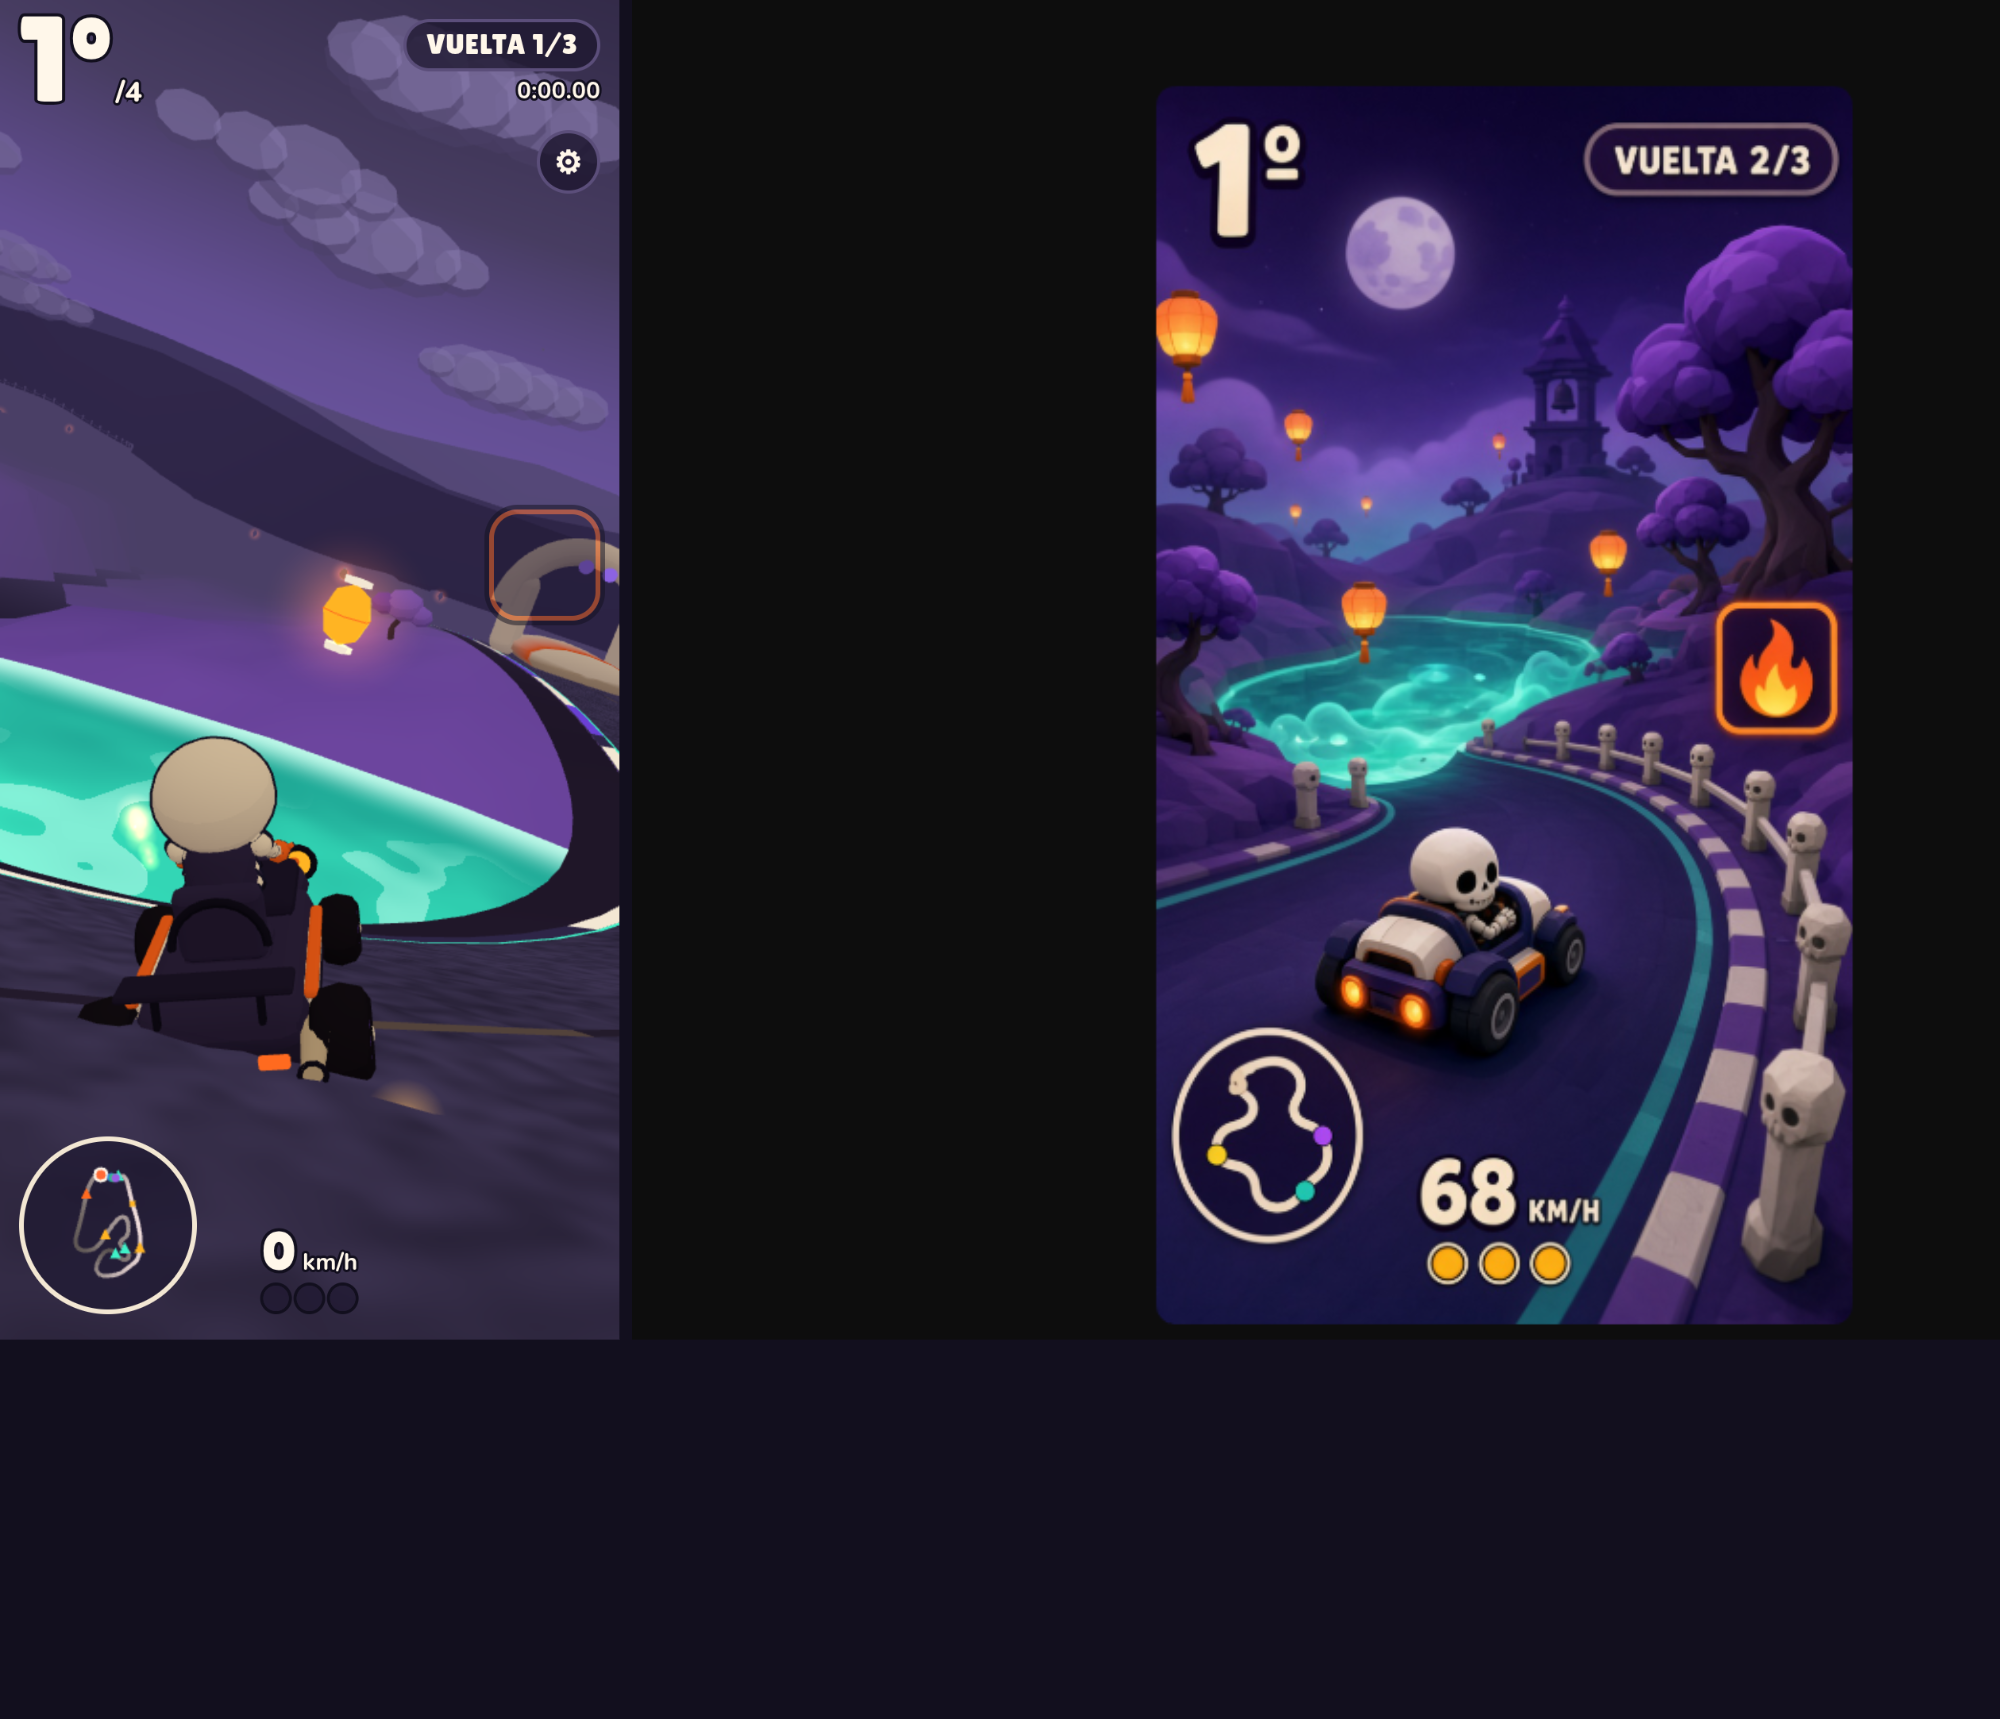 1º
/4
VUELTA 1/3
0:00.00
0 km/h
1º
VUELTA 2/3
68 KM/H